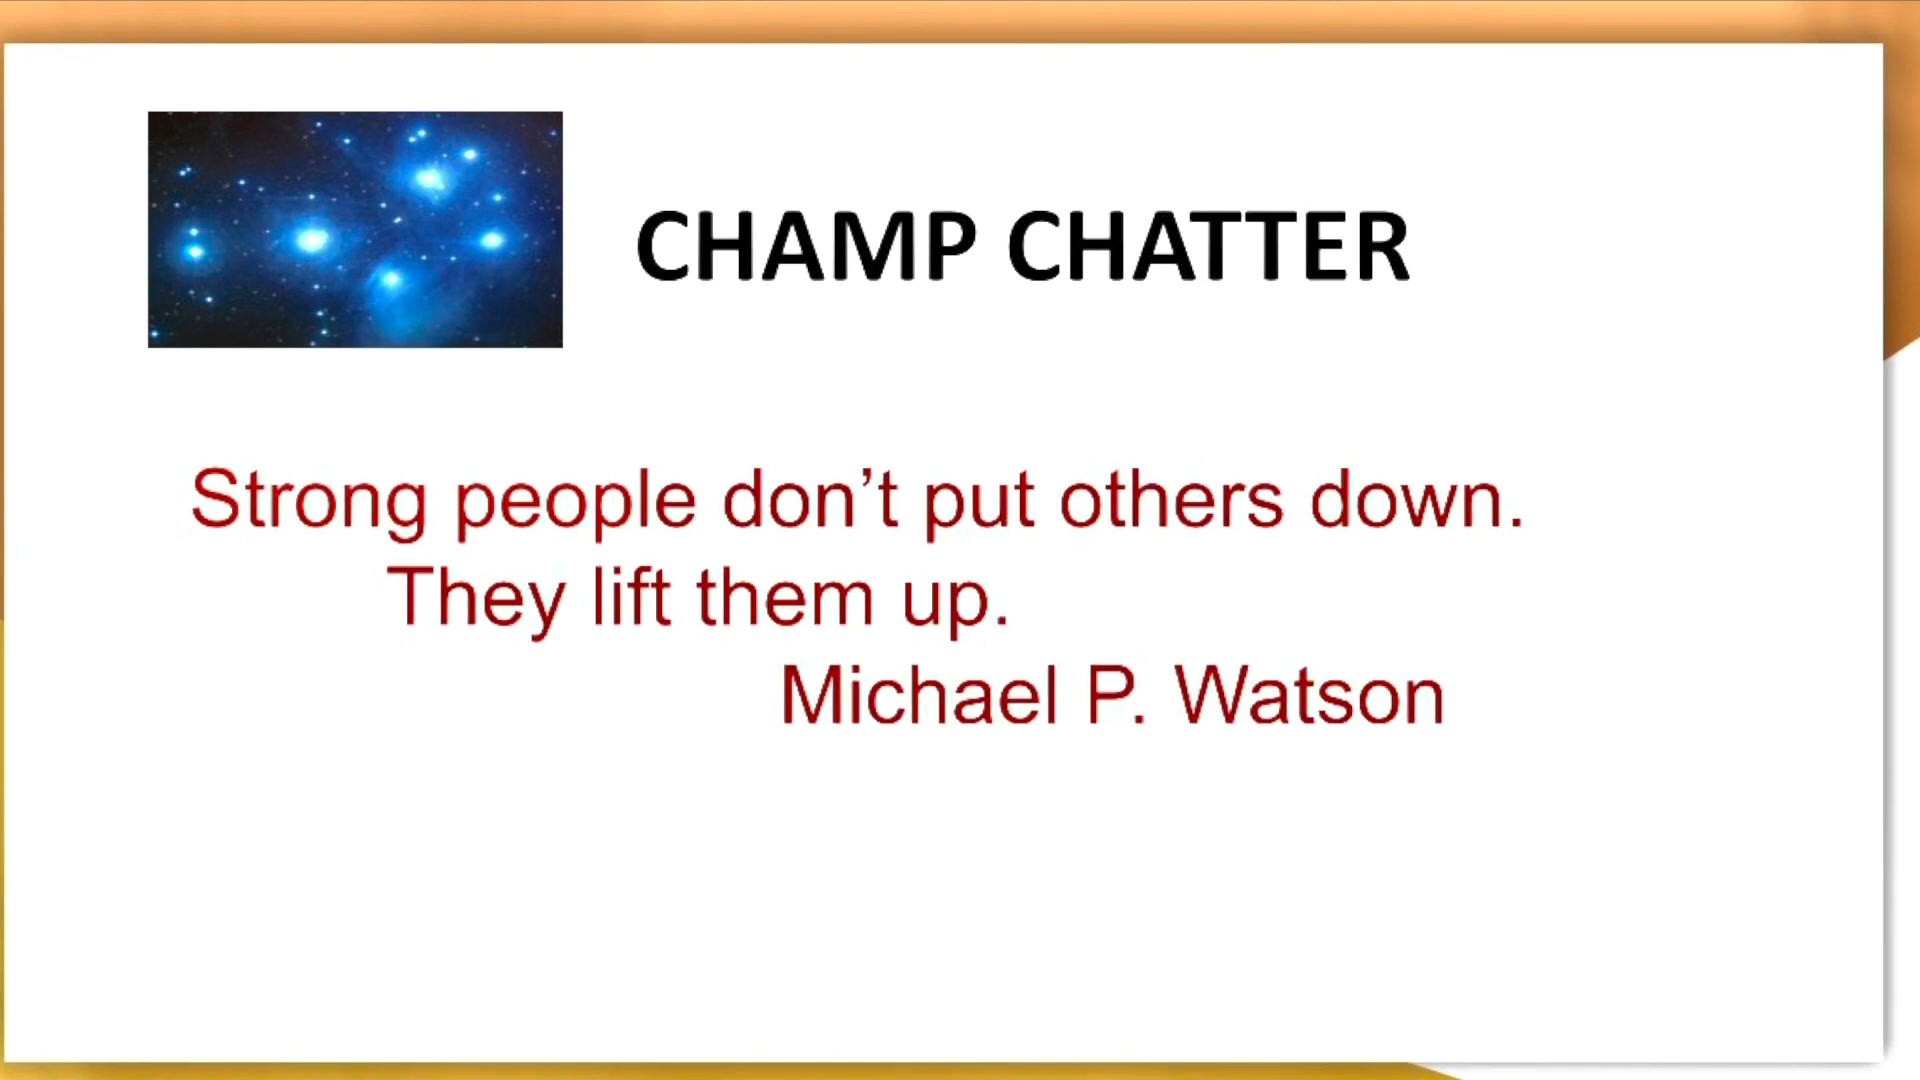 CHAMP CHATTER
Strong people don’t put others down.
They lift them up.
Michael P. Watson